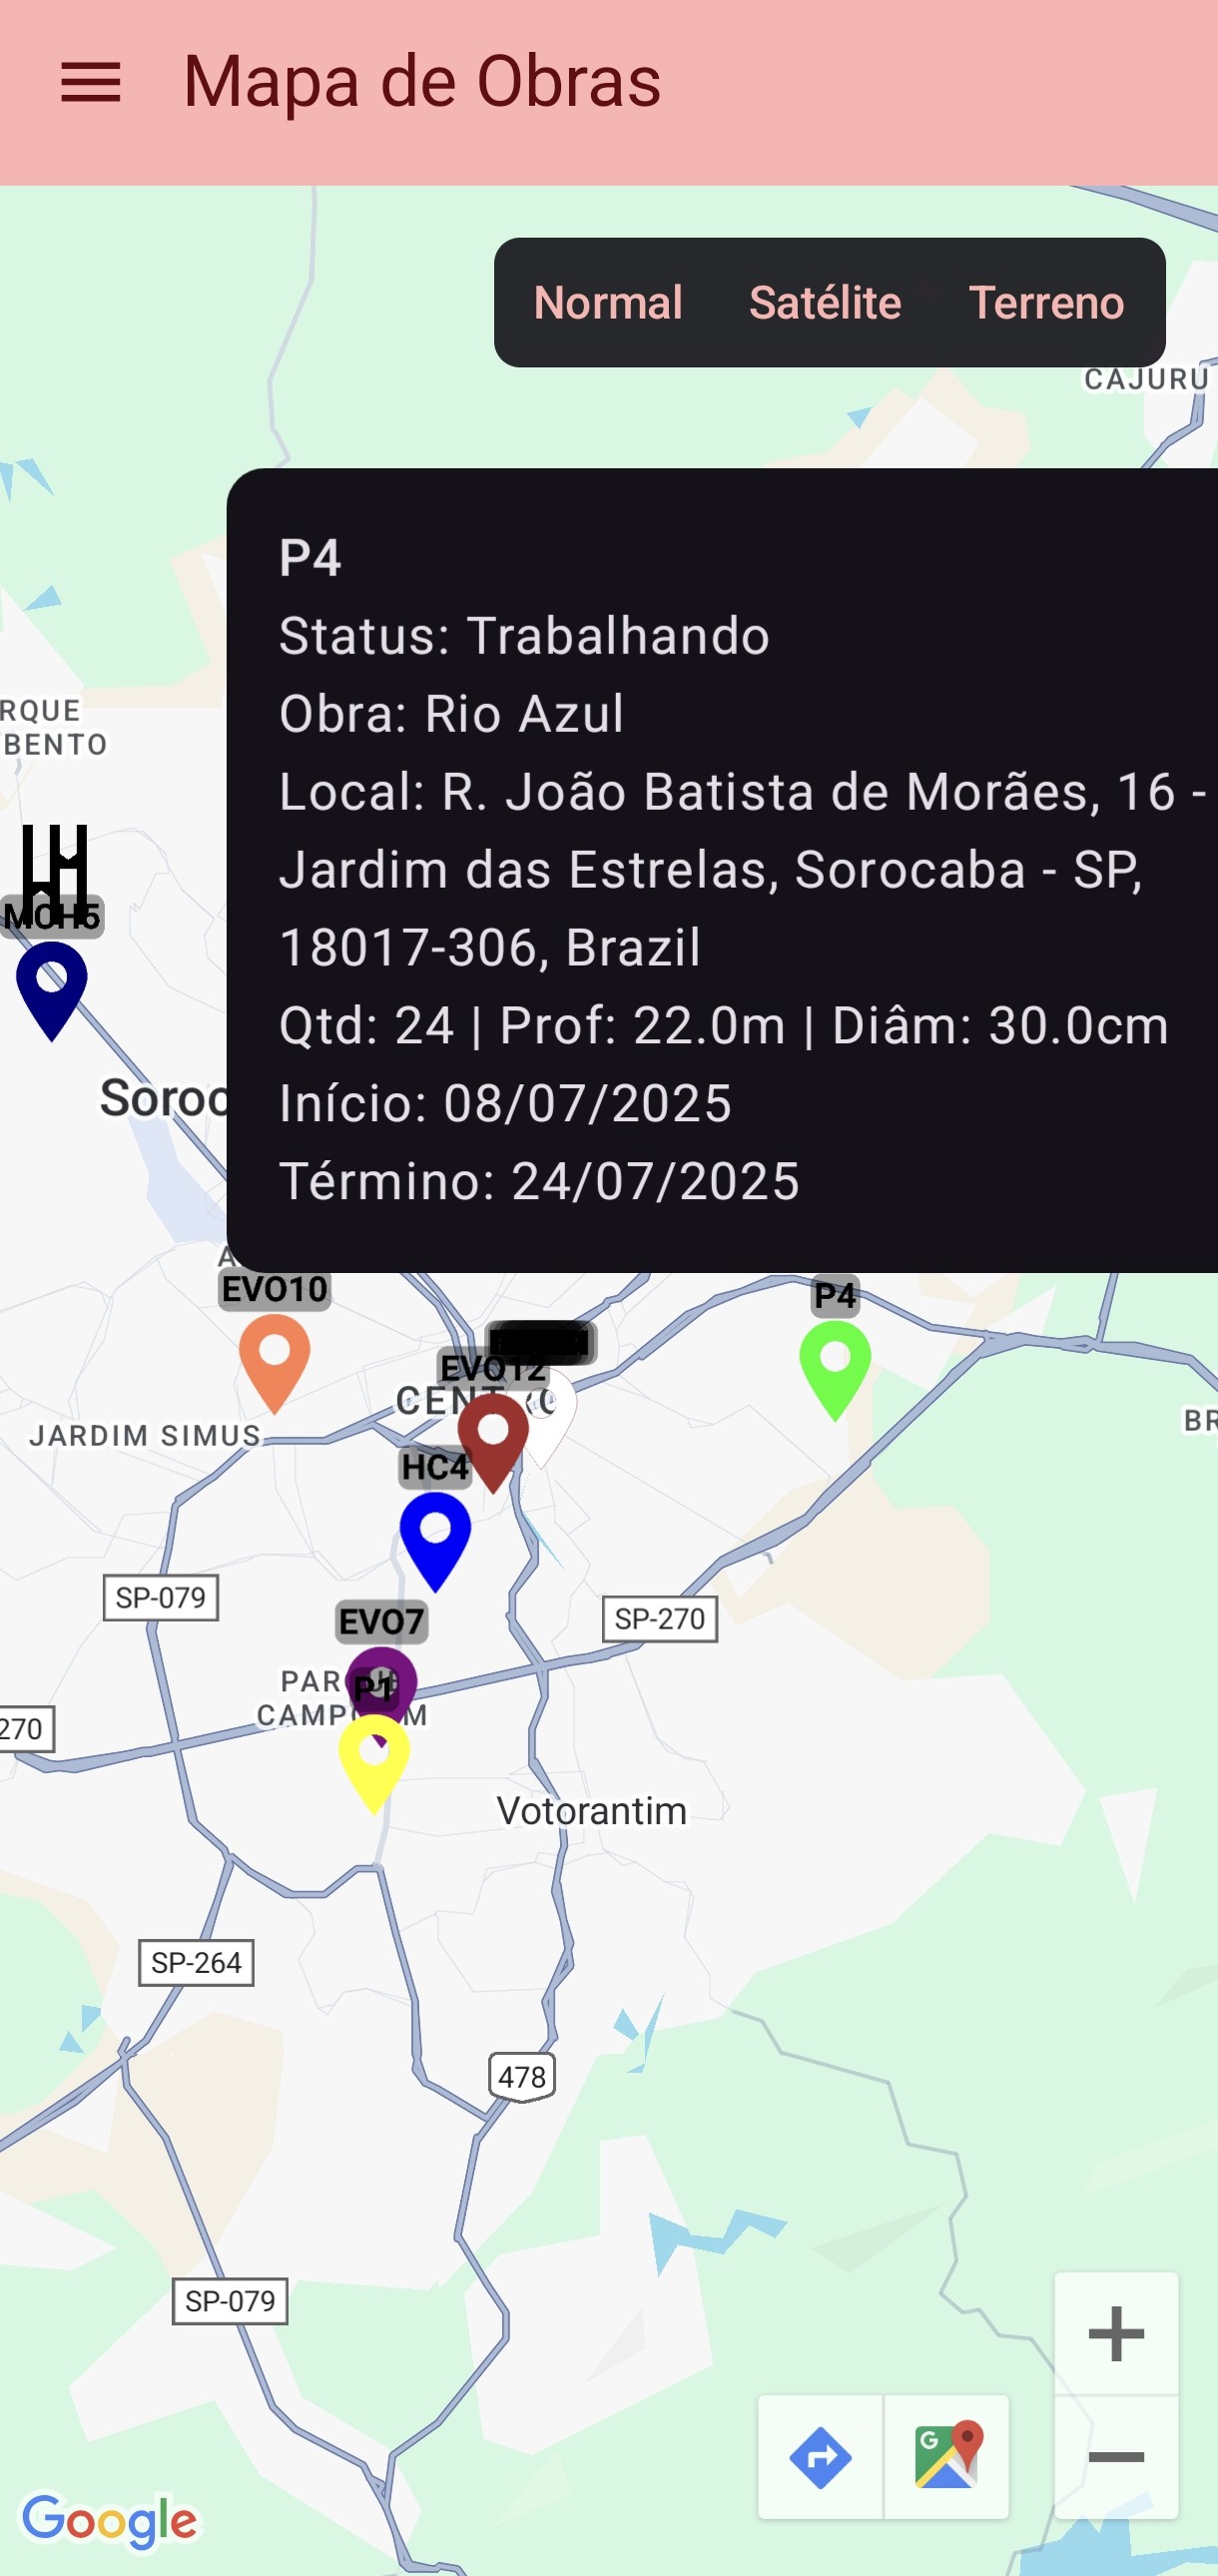 Mapa de Obras
Normal Satélite Terreno
CAJURU
P4
Status: Trabalhando
Obra: Rio Azul
Local: R. João Batista de Morães, 16 -
Jardim das Estrelas, Sorocaba - SP,
18017-306, Brazil
Qtd: 24 | Prof: 22.0m | Diâm: 30.0cm
Início: 08/07/2025
Término: 24/07/2025
RQUE
BENTO
MCH5
Soroc
A
EVO10
P4
EVO12
CENT
JARDIM SIMUS
BR
HC4
SP-079
SP-270
EVO7
PAR
P1
CAMPO M
270
Votorantim
SP-264
478
SP-079
Google